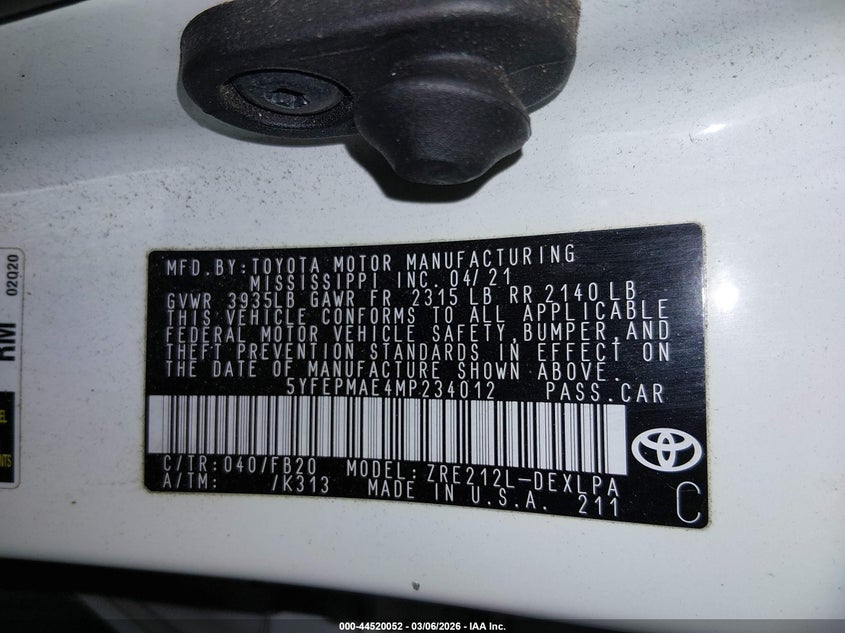 MFD.BY:TOYOTA MOTOR MANUFACTURING
MISSISSIPPI INC. 04/21
GVWR 3935LB GAWR FR 2315 LB RR 2140 LB
THIS VEHICLE CONFORMS TO ALL APPLICABLE
FEDERAL MOTOR VEHICLE SAFETY,BUMPER,AND
THEFT PREVENTION STANDARDS IN EFFECT ON
THE DATE OF MANUFACTURE SHOWN ABOVE.
5YFEPMAE4MP234012 PASS.CAR
C/TR: 040/FB20 MODEL: ZRE212L-DEXLPA
A/TM: /K313 MADE IN U.S.A. 211
C
02Q20
RM
000-44520052 - 03/06/2026 - IAA Inc.